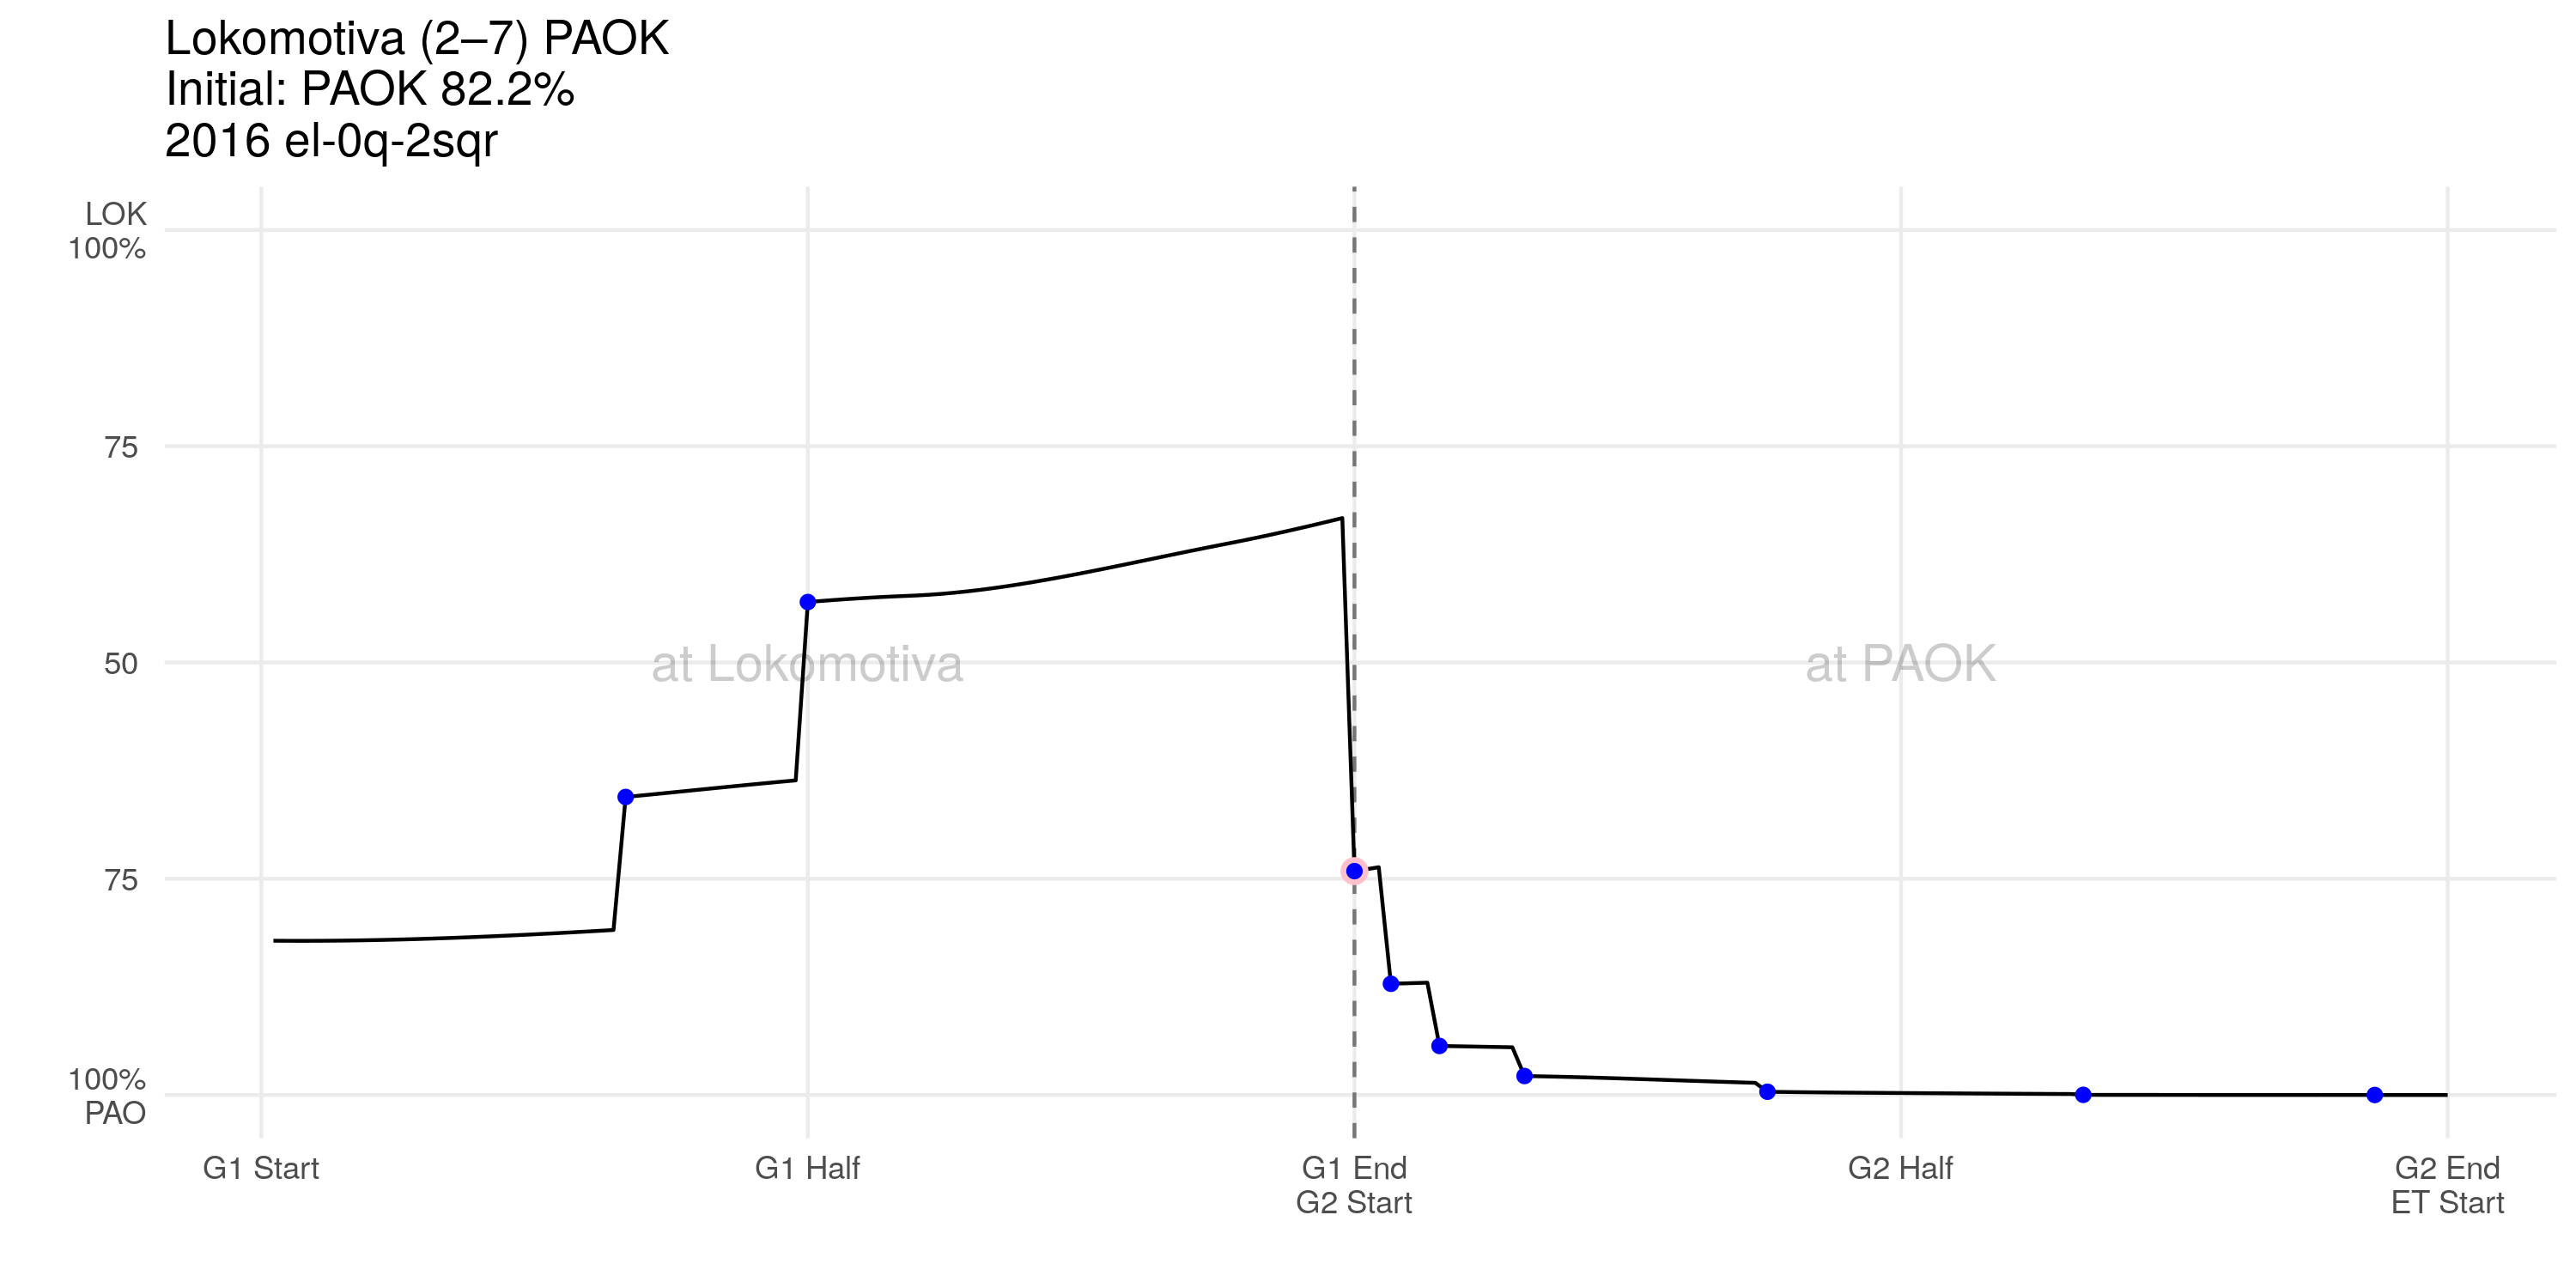 Lokomotiva (2–7) PAOK
Initial: PAOK 82.2%
2016 el-0q-2sqr
LOK
100%
75
50
75
100%
PAO
at Lokomotiva
at PAOK
G1 Start
G1 Half
G1 End
G2 Start
G2 Half
G2 End
ET Start